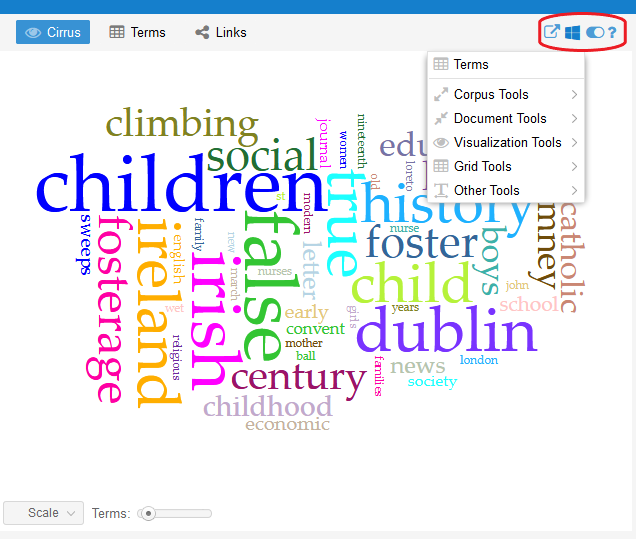 Cirrus
Terms
Links
?
Terms
Corpus Tools
Document Tools
Visualization Tools
Grid Tools
Other Tools
climbing
social
journal
women
nineteenth
children
true
old
loreto
st
modern
history
catholic
sweeps
fosterage
ireland
english
family
irish
new
march
false
nurses
letter
foster
nurse
boys
child
john
school
wet
early
girls
years
convent
dublin
religious
mother
ball
century
families
news
london
society
childhood
economic
Scale
Terms: